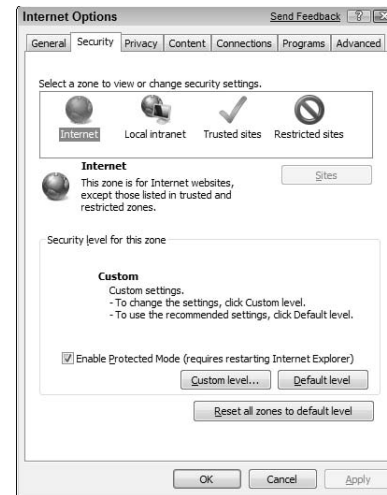 Internet Options Send Feedback ?
General Security Privacy Content Connections Programs Advanced
Select a zone to view or change security settings.
Internet Local intranet Trusted sites Restricted sites
Internet
This zone is for Internet websites,
except those listed in trusted and
restricted zones.
Sites
Security level for this zone
Custom
Custom settings.
- To change the settings, click Custom level.
- To use the recommended settings, click Default level.
Enable Protected Mode (requires restarting Internet Explorer)
Custom level... Default level
Reset all zones to default level
OK Cancel Apply